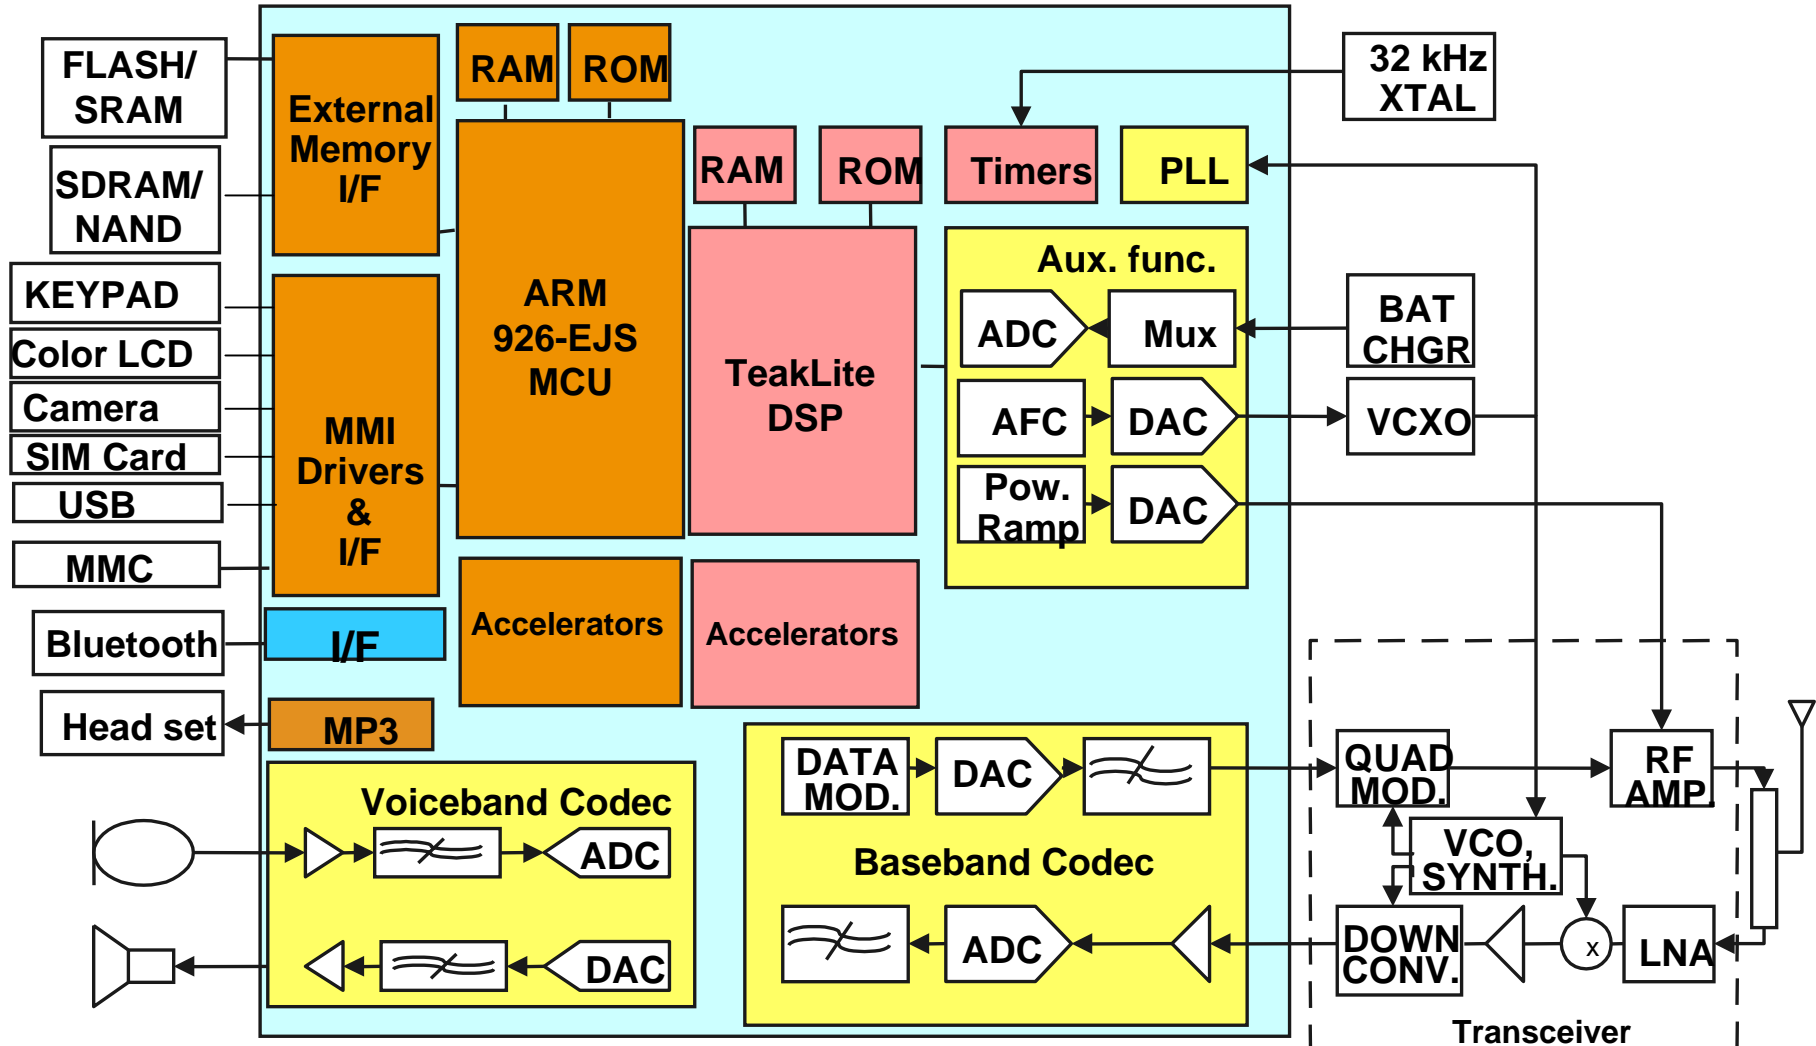 FLASH/
SRAM
SDRAM/
NAND
KEYPAD
Color LCD
Camera
SIM Card
USB
MMC
Bluetooth
Head set
External
Memory
I/F
MMI
Drivers
&
I/F
I/F
MP3
RAM
ROM
ARM
926-EJS
MCU
Accelerators
RAM
ROM
TeakLite
DSP
Accelerators
Timers
PLL
Aux. func.
ADC
Mux
AFC
DAC
Pow.
Ramp
DAC
32 kHz
XTAL
BAT
CHGR
VCXO
Voiceband Codec
ADC
DAC
DATA
MOD.
DAC
Baseband Codec
ADC
QUAD
MOD.
RF
AMP.
VCO,
SYNTH.
DOWN
CONV.
x
LNA
Transceiver